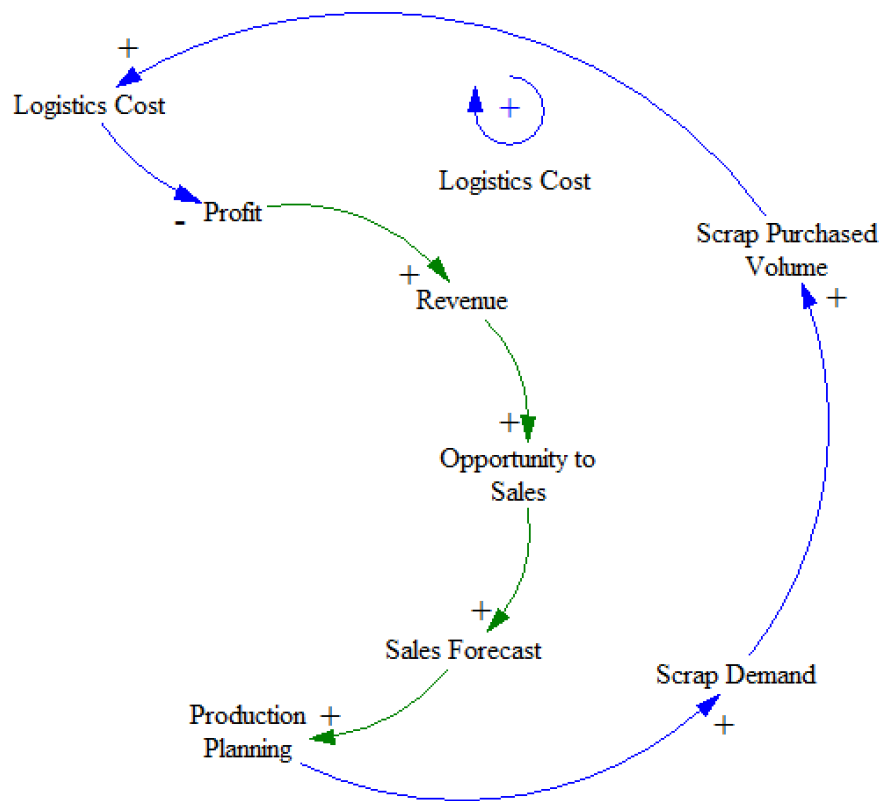 +
Logistics Cost
+
Logistics Cost
- Profit
+
Revenue
Scrap Purchased
Volume
+
+
Opportunity to
Sales
+
Sales Forecast
Scrap Demand
+
Production +
Planning